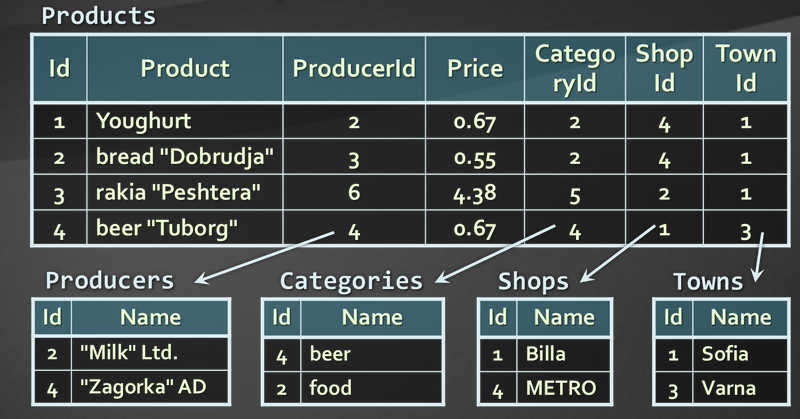 Products
Id Product ProducerId Price Catego ryId Shop Id Town Id
1 Youghurt 2 0.67 2 4 1
2 bread "Dobrudja" 3 0.55 2 4 1
3 rakia "Peshtera" 6 4.38 5 2 1
4 beer "Tuborg" 4 0.67 4 1 3
Producers Categories Shops Towns
Id Name Id Name Id Name Id Name
2 "Milk" Ltd. 4 beer 1 Billa 1 Sofia
4 "Zagorka" AD 2 food 4 METRO 3 Varna